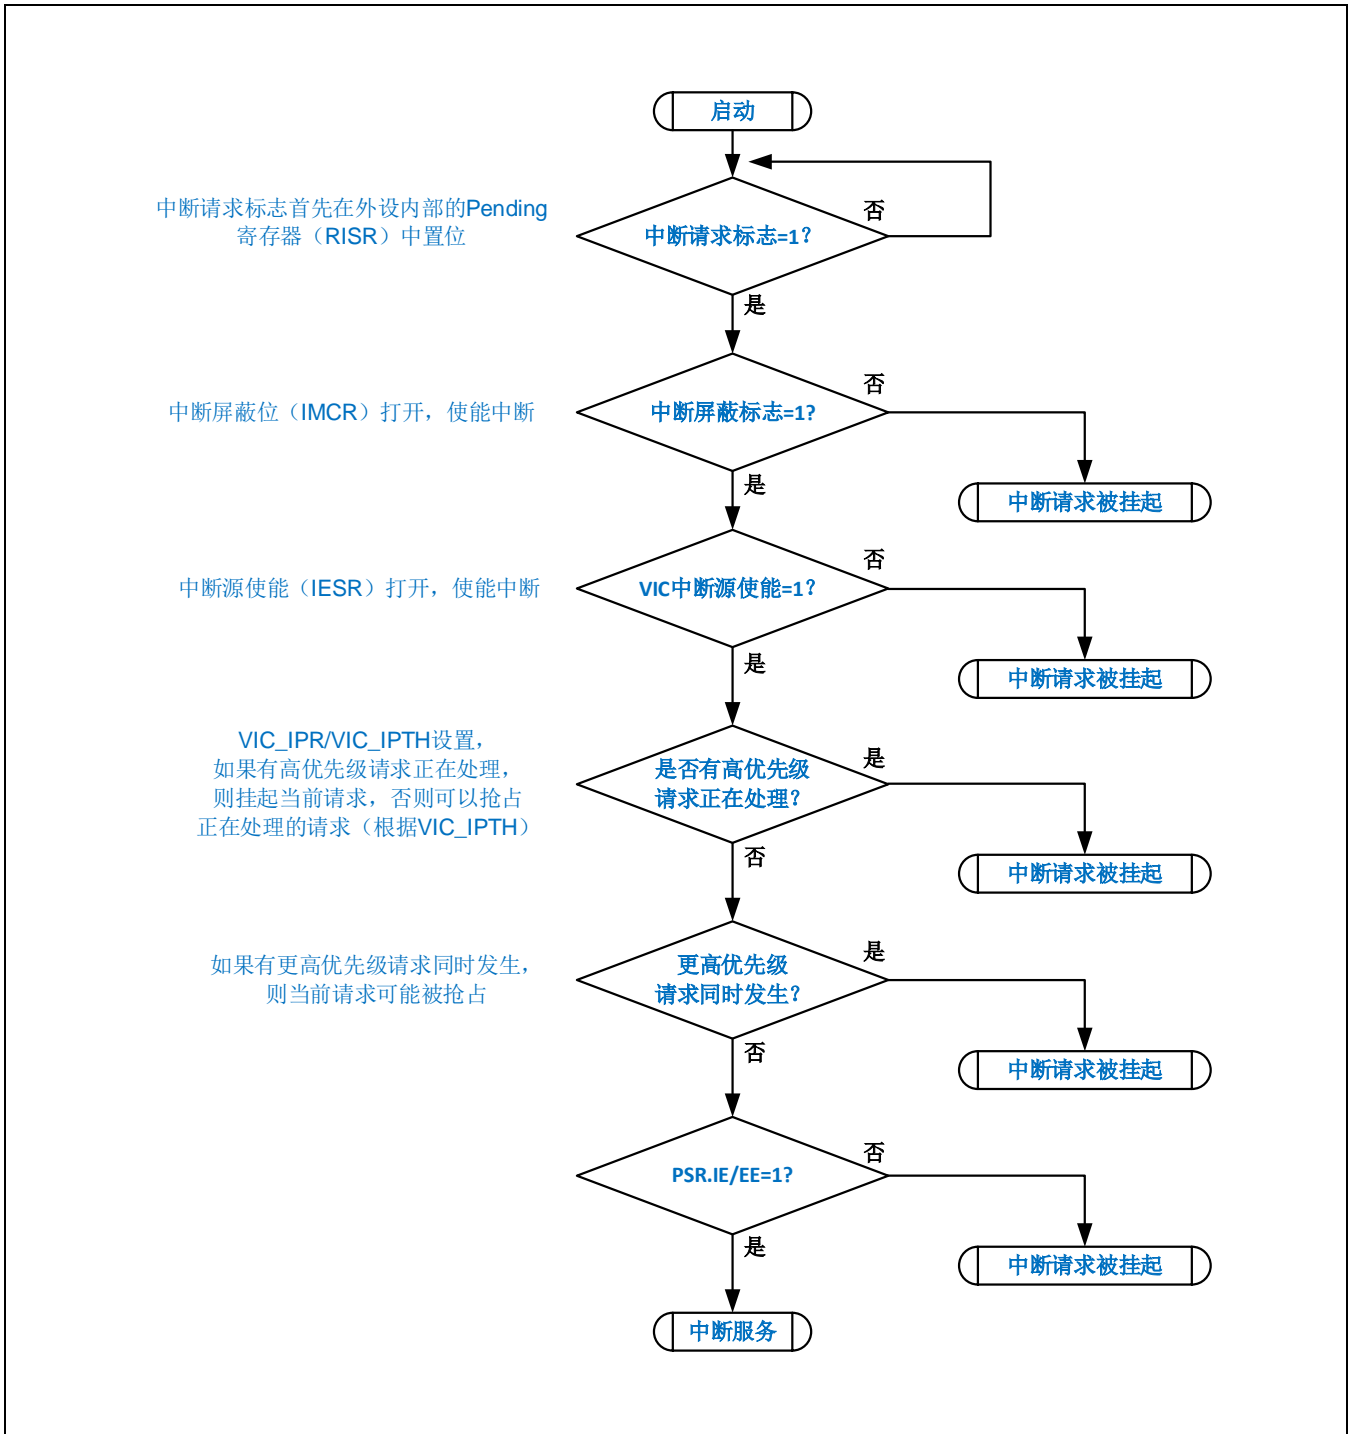 启动
中断请求标志首先在外设内部的Pending
寄存器（RISR）中置位
中断请求标志=1？
否
是
中断屏蔽位（IMCR）打开，使能中断
中断屏蔽标志=1?
否
中断请求被挂起
是
中断源使能（IESR）打开，使能中断
VIC中断源使能=1？
否
中断请求被挂起
是
VIC_IPR/VIC_IPTH设置，
如果有高优先级请求正在处理，
则挂起当前请求，否则可以抢占
正在处理的请求（根据VIC_IPTH）
是否有高优先级
请求正在处理？
是
中断请求被挂起
否
如果有更高优先级请求同时发生，
则当前请求可能被抢占
更高优先级
请求同时发生？
是
中断请求被挂起
否
PSR.IE/EE=1?
否
中断请求被挂起
是
中断服务